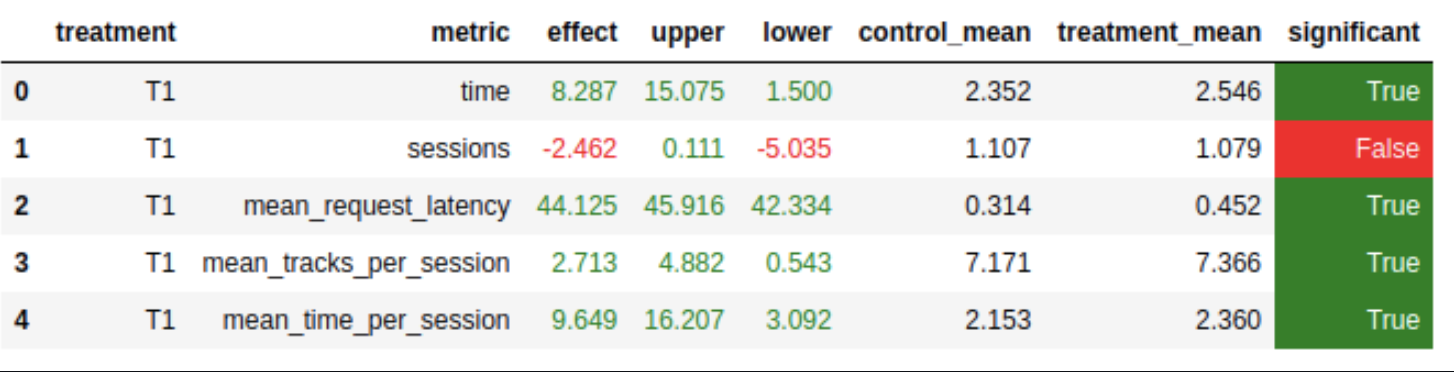 treatment metric effect upper lower control_mean treatment_mean significant
0 T1 time 8.287 15.075 1.500 2.352 2.546 True
1 T1 sessions -2.462 0.111 -5.035 1.107 1.079 False
2 T1 mean_request_latency 44.125 45.916 42.334 0.314 0.452 True
3 T1 mean_tracks_per_session 2.713 4.882 0.543 7.171 7.366 True
4 T1 mean_time_per_session 9.649 16.207 3.092 2.153 2.360 True